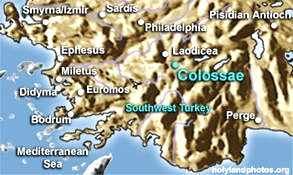 Smyrna/Izmir
Sardis
Pisidian Antioch
Philadelphia
Ephesus
Laodicea
Colossae
Miletus
Didyma
Euromos
Southwest Turkey
Bodrum
Perge
Mediterranean
Sea
holylandphotos.org